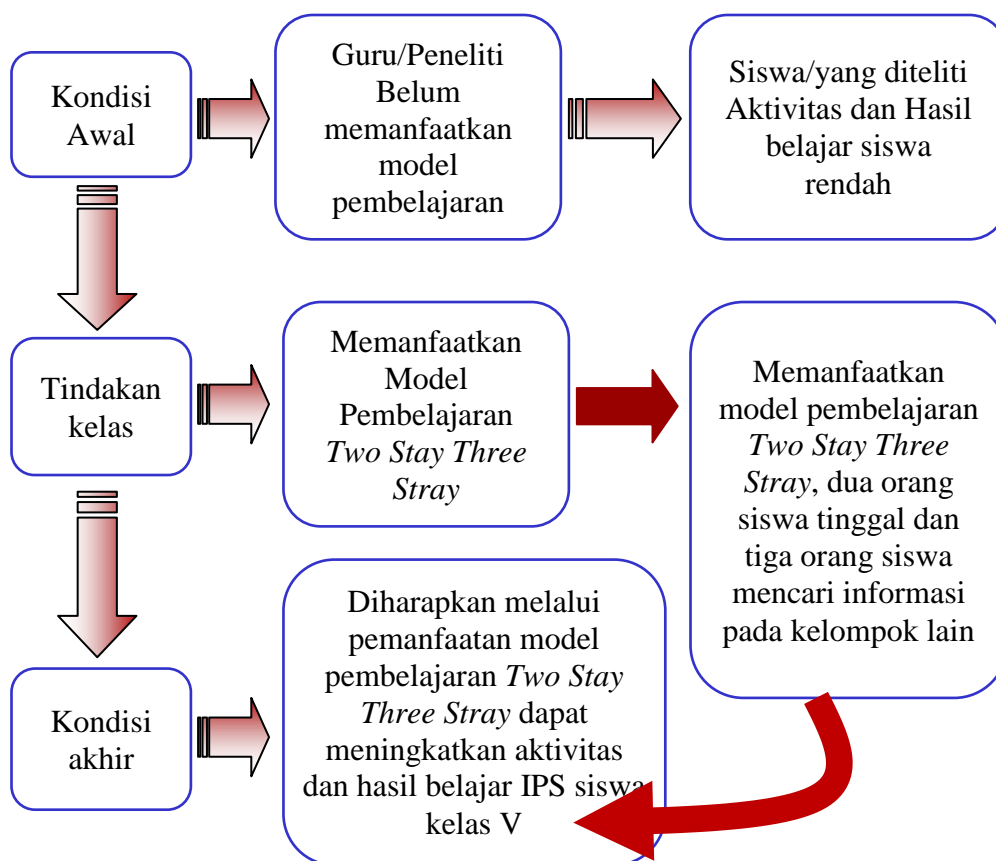 Kondisi
Awal
Guru/Peneliti
Belum
memanfaatkan
model
pembelajaran
Siswa/yang diteliti
Aktivitas dan Hasil
belajar siswa
rendah
Tindakan
kelas
Memanfaatkan
Model
Pembelajaran
Two Stay Three
Stray
Memanfaatkan
model pembelajaran
Two Stay Three
Stray, dua orang
siswa tinggal dan
tiga orang siswa
mencari informasi
pada kelompok lain
Kondisi
akhir
Diharapkan melalui
pemanfaatan model
pembelajaran Two Stay
Three Stray dapat
meningkatkan aktivitas
dan hasil belajar IPS siswa
kelas V